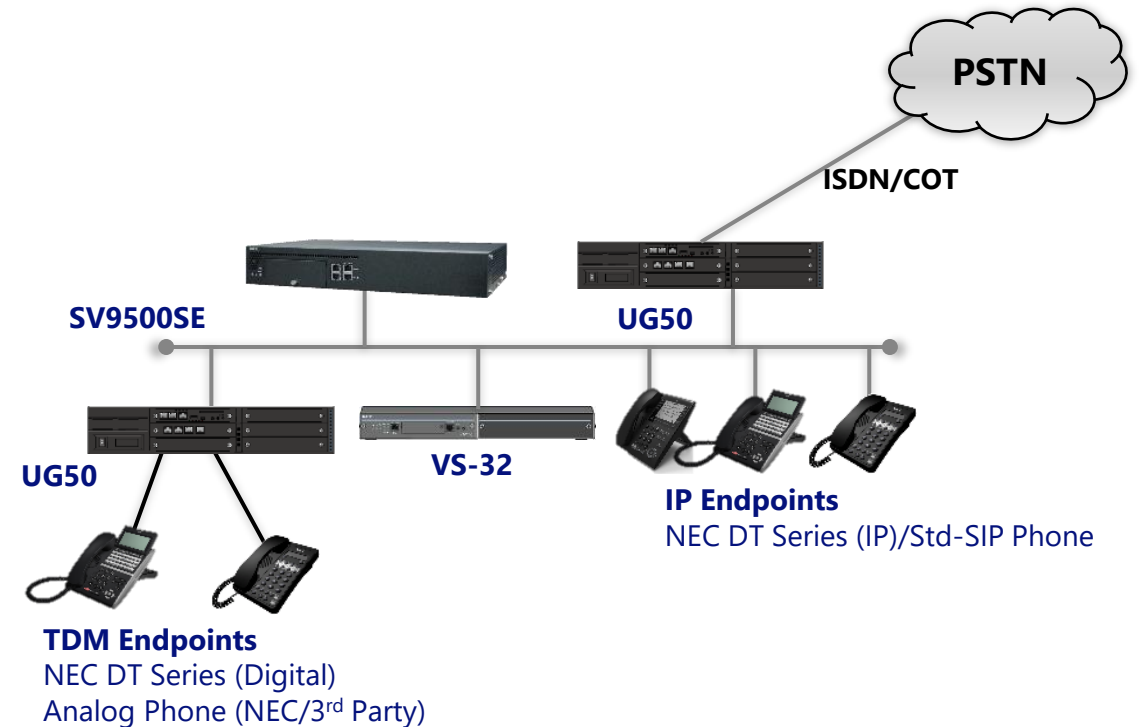 PSTN
ISDN/COT
SV9500SE
UG50
UG50
VS-32
IP Endpoints
NEC DT Series (IP)/Std-SIP Phone
TDM Endpoints
NEC DT Series (Digital)
Analog Phone (NEC/3rd Party)